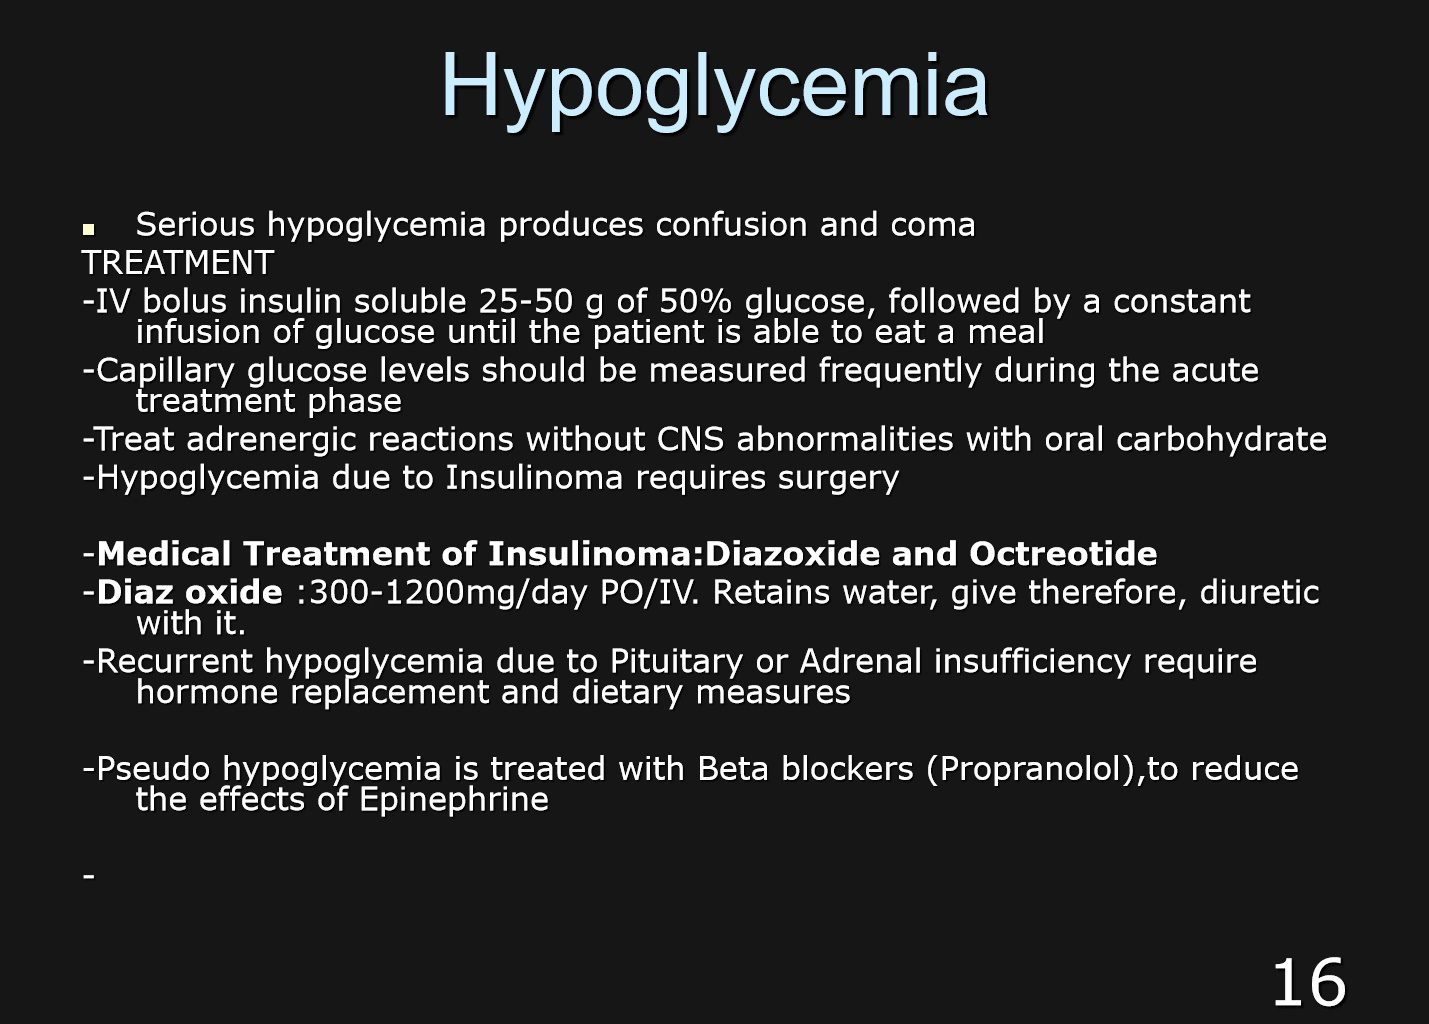 Hypoglycemia
Serious hypoglycemia produces confusion and coma
TREATMENT
-IV bolus insulin soluble 25-50 g of 50% glucose, followed by a constant
infusion of glucose until the patient is able to eat a meal
-Capillary glucose levels should be measured frequently during the acute
treatment phase
-Treat adrenergic reactions without CNS abnormalities with oral carbohydrate
-Hypoglycemia due to Insulinoma requires surgery
-Medical Treatment of Insulinoma:Diazoxide and Octreotide
-Diaz oxide :300-1200mg/day PO/IV. Retains water, give therefore, diuretic
with it.
-Recurrent hypoglycemia due to Pituitary or Adrenal insufficiency require
hormone replacement and dietary measures
-Pseudo hypoglycemia is treated with Beta blockers (Propranolol),to reduce
the effects of Epinephrine
-
16